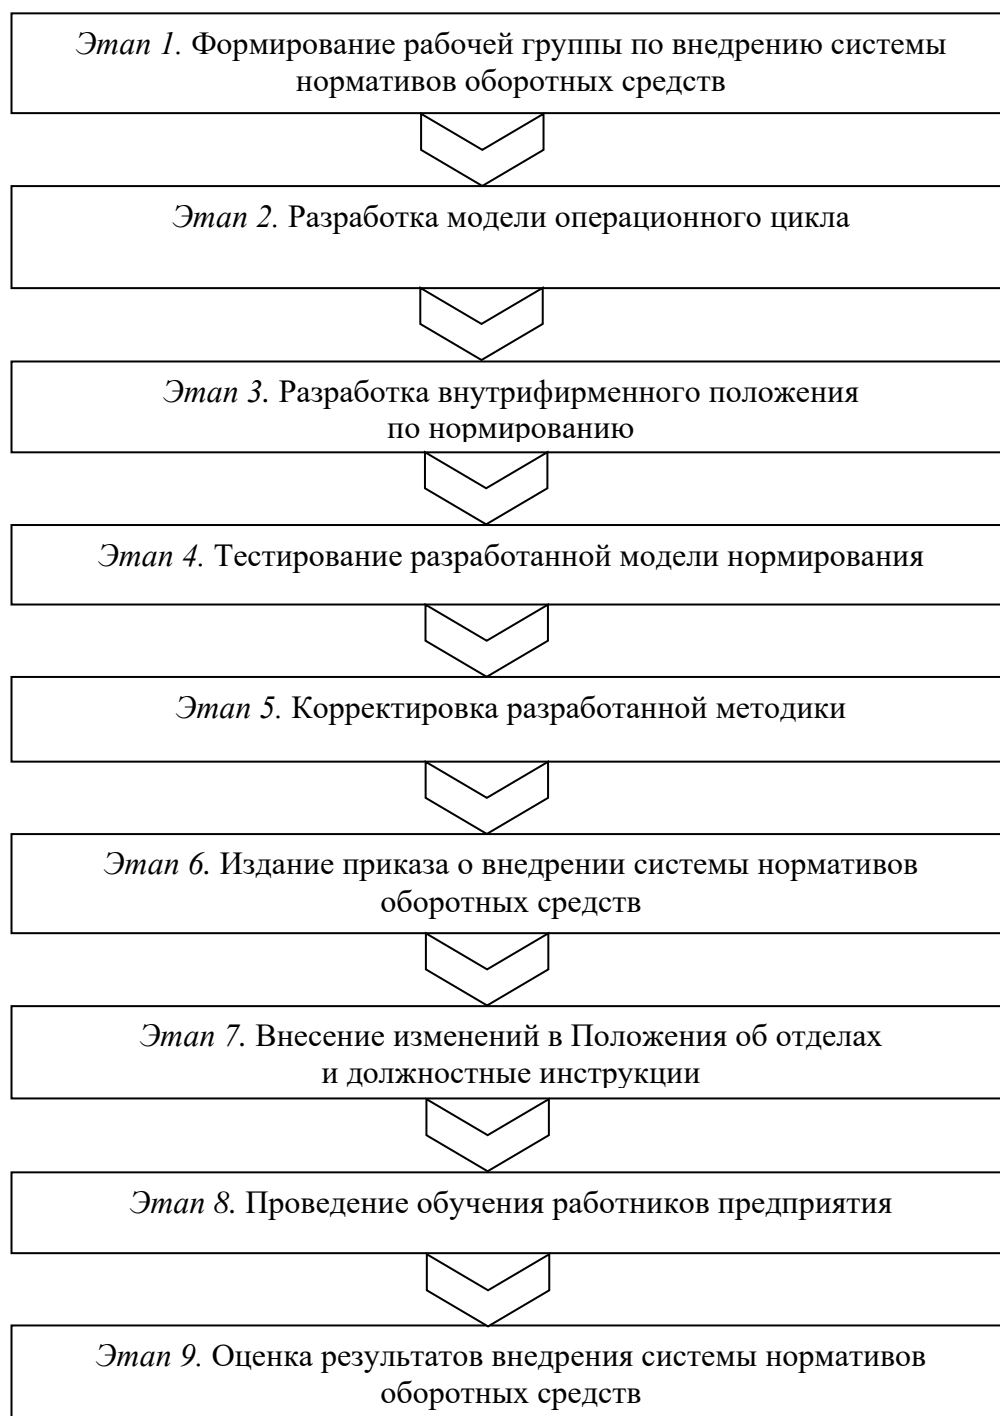 Этап 1. Формирование рабочей группы по внедрению системы
нормативов оборотных средств
Этап 2. Разработка модели операционного цикла
Этап 3. Разработка внутрифирменного положения
по нормированию
Этап 4. Тестирование разработанной модели нормирования
Этап 5. Корректировка разработанной методики
Этап 6. Издание приказа о внедрении системы нормативов
оборотных средств
Этап 7. Внесение изменений в Положения об отделах
и должностные инструкции
Этап 8. Проведение обучения работников предприятия
Этап 9. Оценка результатов внедрения системы нормативов
оборотных средств